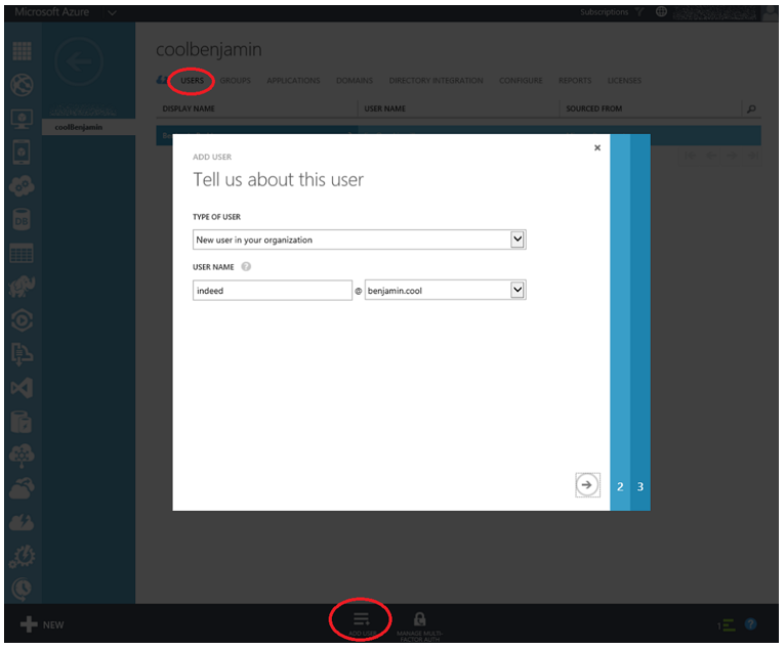 Microsoft Azure
Subscriptions
coolbenjamin
USERS GROUPS APPLICATIONS DOMAINS DIRECTORY INTEGRATION CONFIGURE REPORTS LICENSES
DISPLAY NAME USER NAME SOURCED FROM
coolbenjamin
ADD USER
Tell us about this user
TYPE OF USER
New user in your organization
USER NAME ?
indeed @ benjamin.cool
2 3
DB
NEW
ADD USER
MANAGE MULTI-
FACTOR AUTH
1 ?